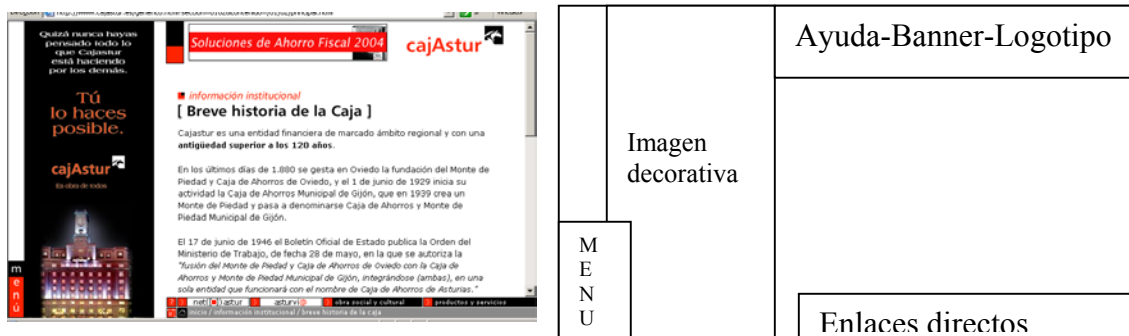 Quizá nunca hayas
pensado todo lo
que Cajastur
está haciendo
por los demás.
Tú
lo haces
posible.
cajAstur
En obra de todos
menú
Soluciones de Ahorro Fiscal 2004
cajAstur
información institucional
[ Breve historia de la Caja ]
Cajastur es una entidad financiera de marcado ámbito regional y con una
antigüedad superior a los 120 años.
En los últimos días de 1.880 se gesta en Oviedo la fundación del Monte de
Piedad y Caja de Ahorros de Oviedo, y el 1 de junio de 1929 inicia su
actividad la Caja de Ahorros Municipal de Gijón, que en 1939 crea un
Monte de Piedad y pasa a denominarse Caja de Ahorros y Monte de
Piedad Municipal de Gijón.
El 17 de junio de 1946 el Boletín Oficial de Estado publica la Orden del
Ministerio de Trabajo, de fecha 28 de mayo, en la que se autoriza la
"fusión del Monte de Piedad y Caja de Ahorros de Oviedo con la Caja de
Ahorros y Monte de Piedad Municipal de Gijón, integrándose (ambas), en una
sola entidad que funcionará con el nombre de Caja de Ahorros de Asturias."
net(■)astur asturvi@ obra social y cultural productos y servicios
inicio / información institucional / breve historia de la caja
Ayuda-Banner-Logotipo
Imagen
decorativa
M
E
N
U
Enlaces directos